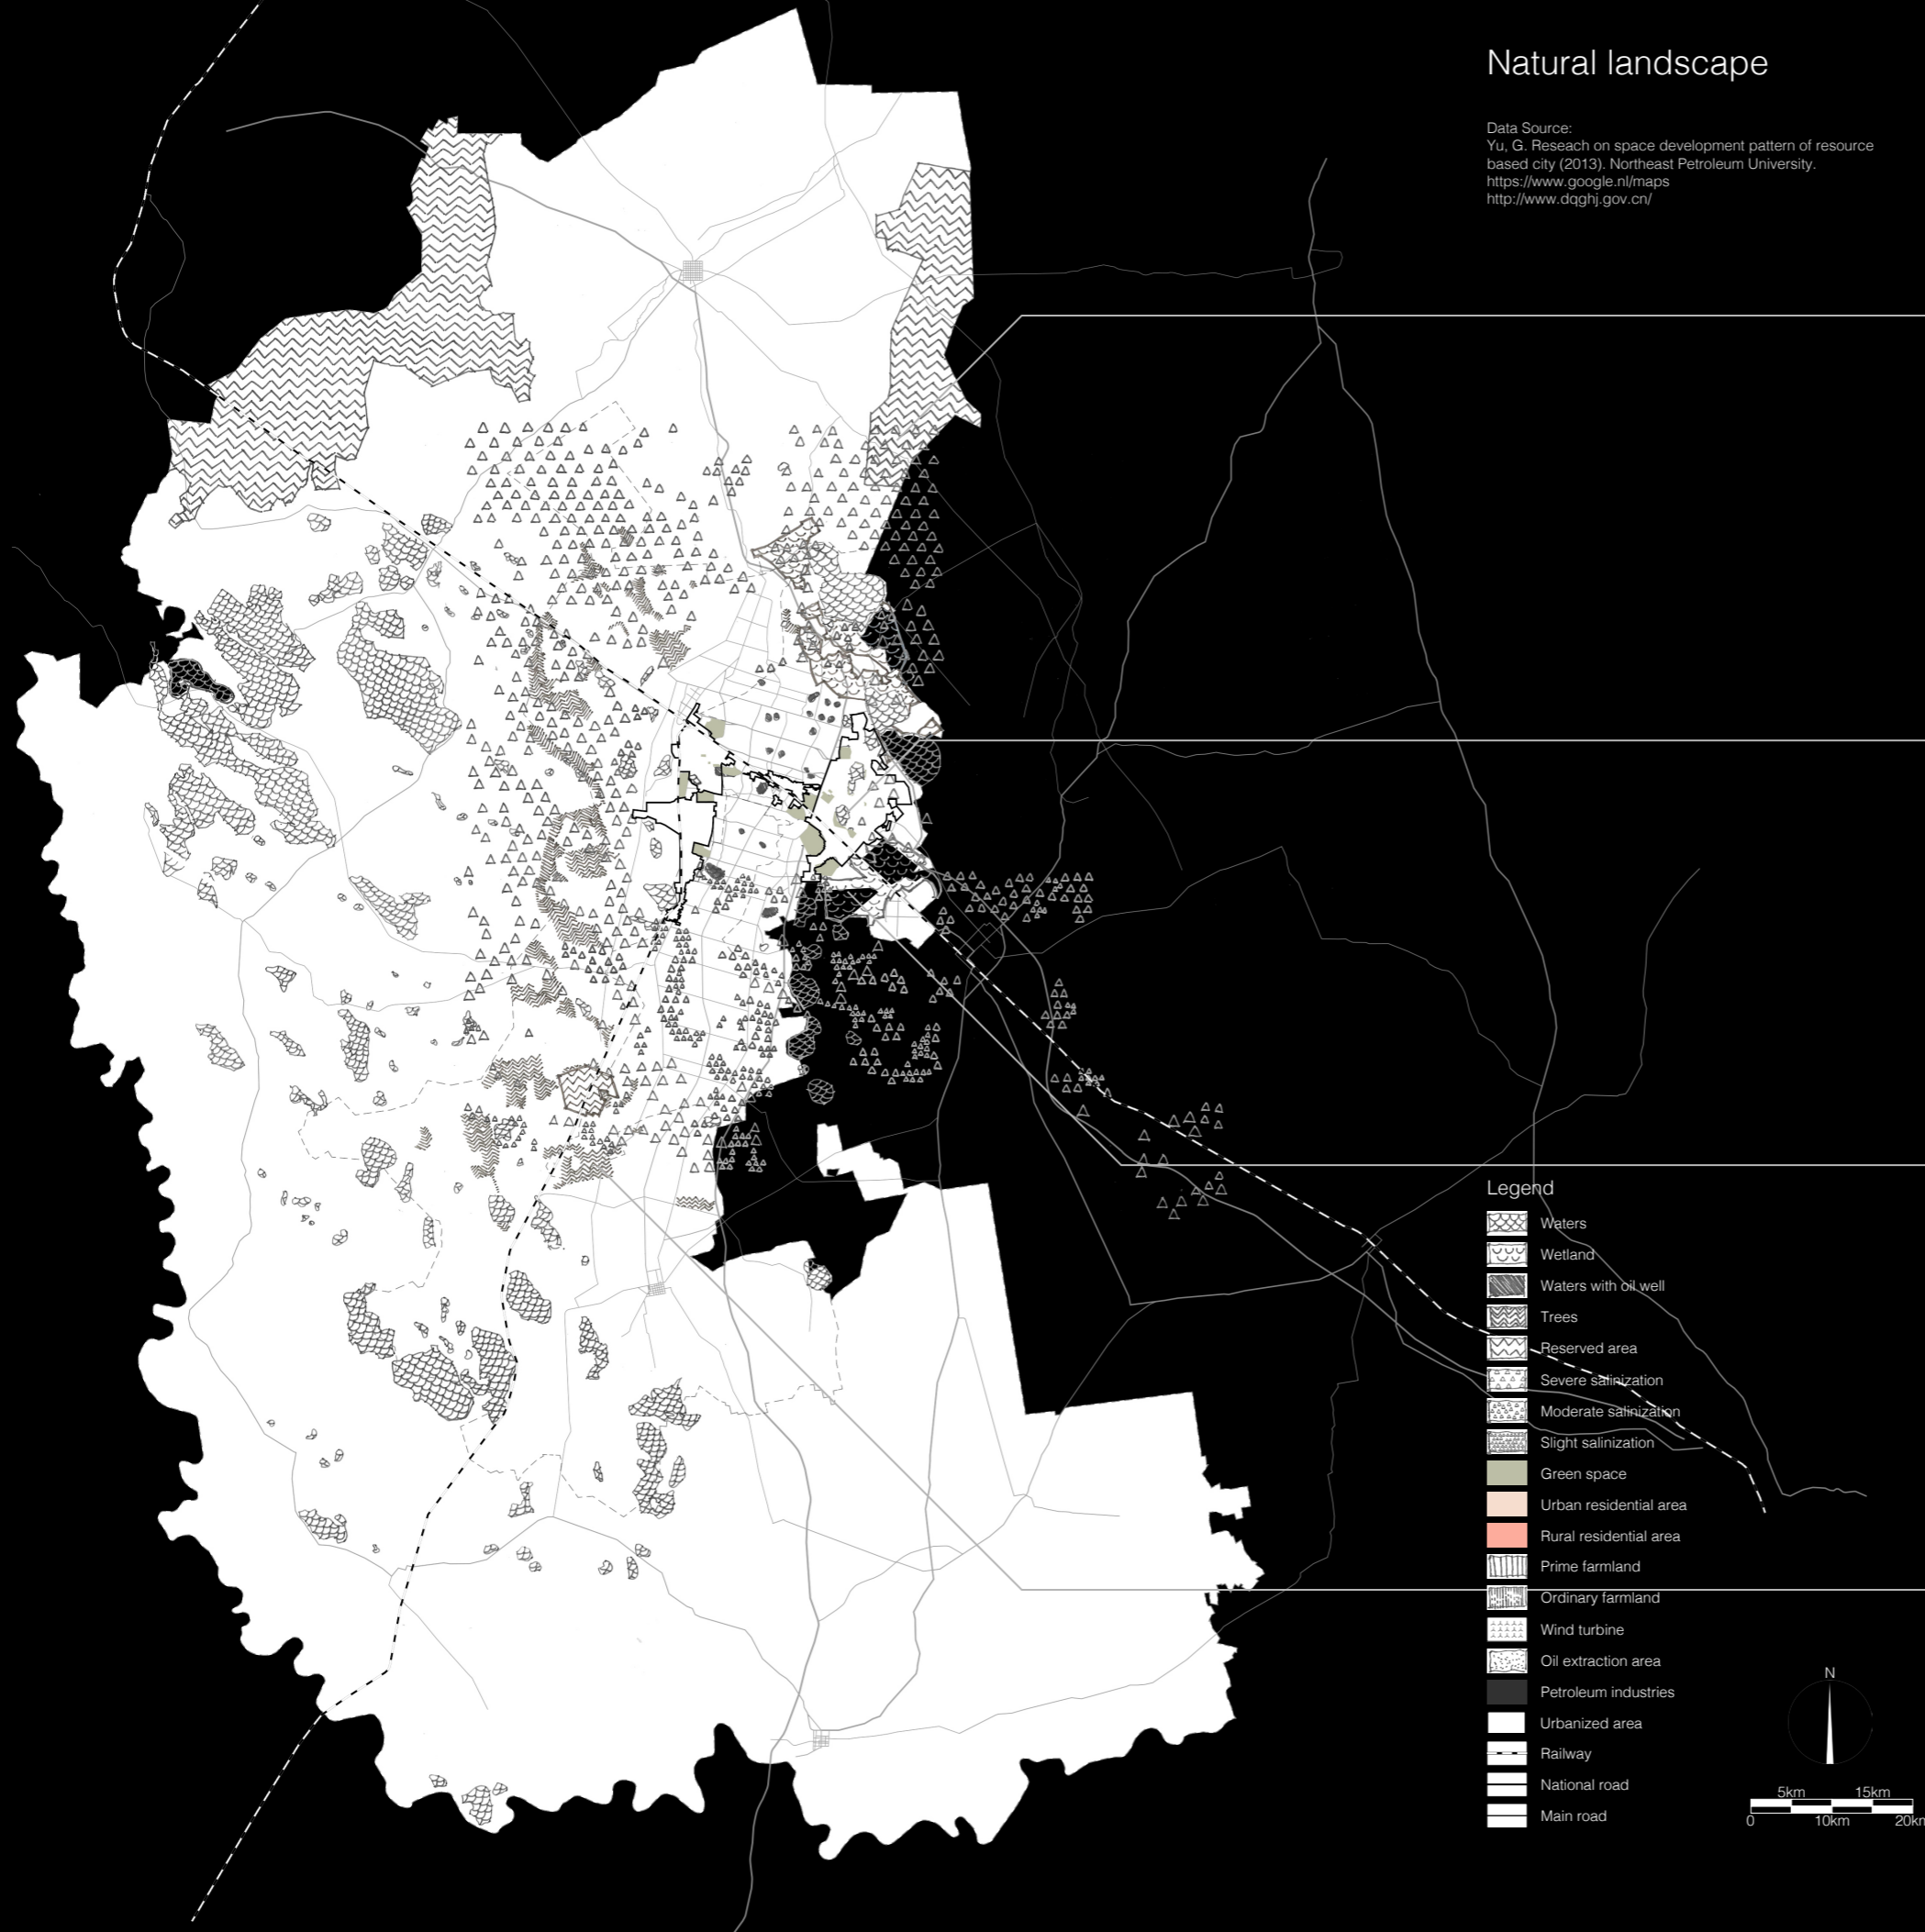 Natural landscape
Data Source:
Yu, G. Reseach on space development pattern of resource
based city (2013). Northeast Petroleum University.
https://www.google.nl/maps
http://www.dqghj.gov.cn/
Legend
Waters
Wetland
Waters with oil well
Trees
Reserved area
Severe salinization
Moderate salinization
Slight salinization
Green space
Urban residential area
Rural residential area
Prime farmland
Ordinary farmland
Wind turbine
Oil extraction area
Petroleum industries
Urbanized area
Railway
National road
Main road
N
5km 15km
0 10km 20km